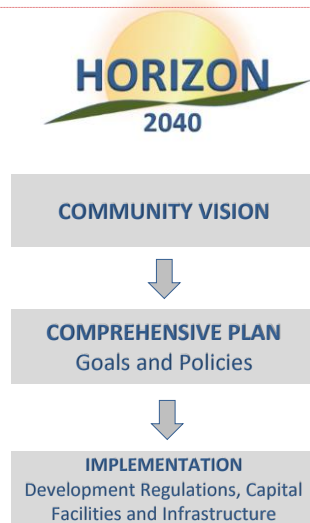 HORIZON
2040
COMMUNITY VISION
COMPREHENSIVE PLAN
Goals and Policies
IMPLEMENTATION
Development Regulations, Capital
Facilities and Infrastructure